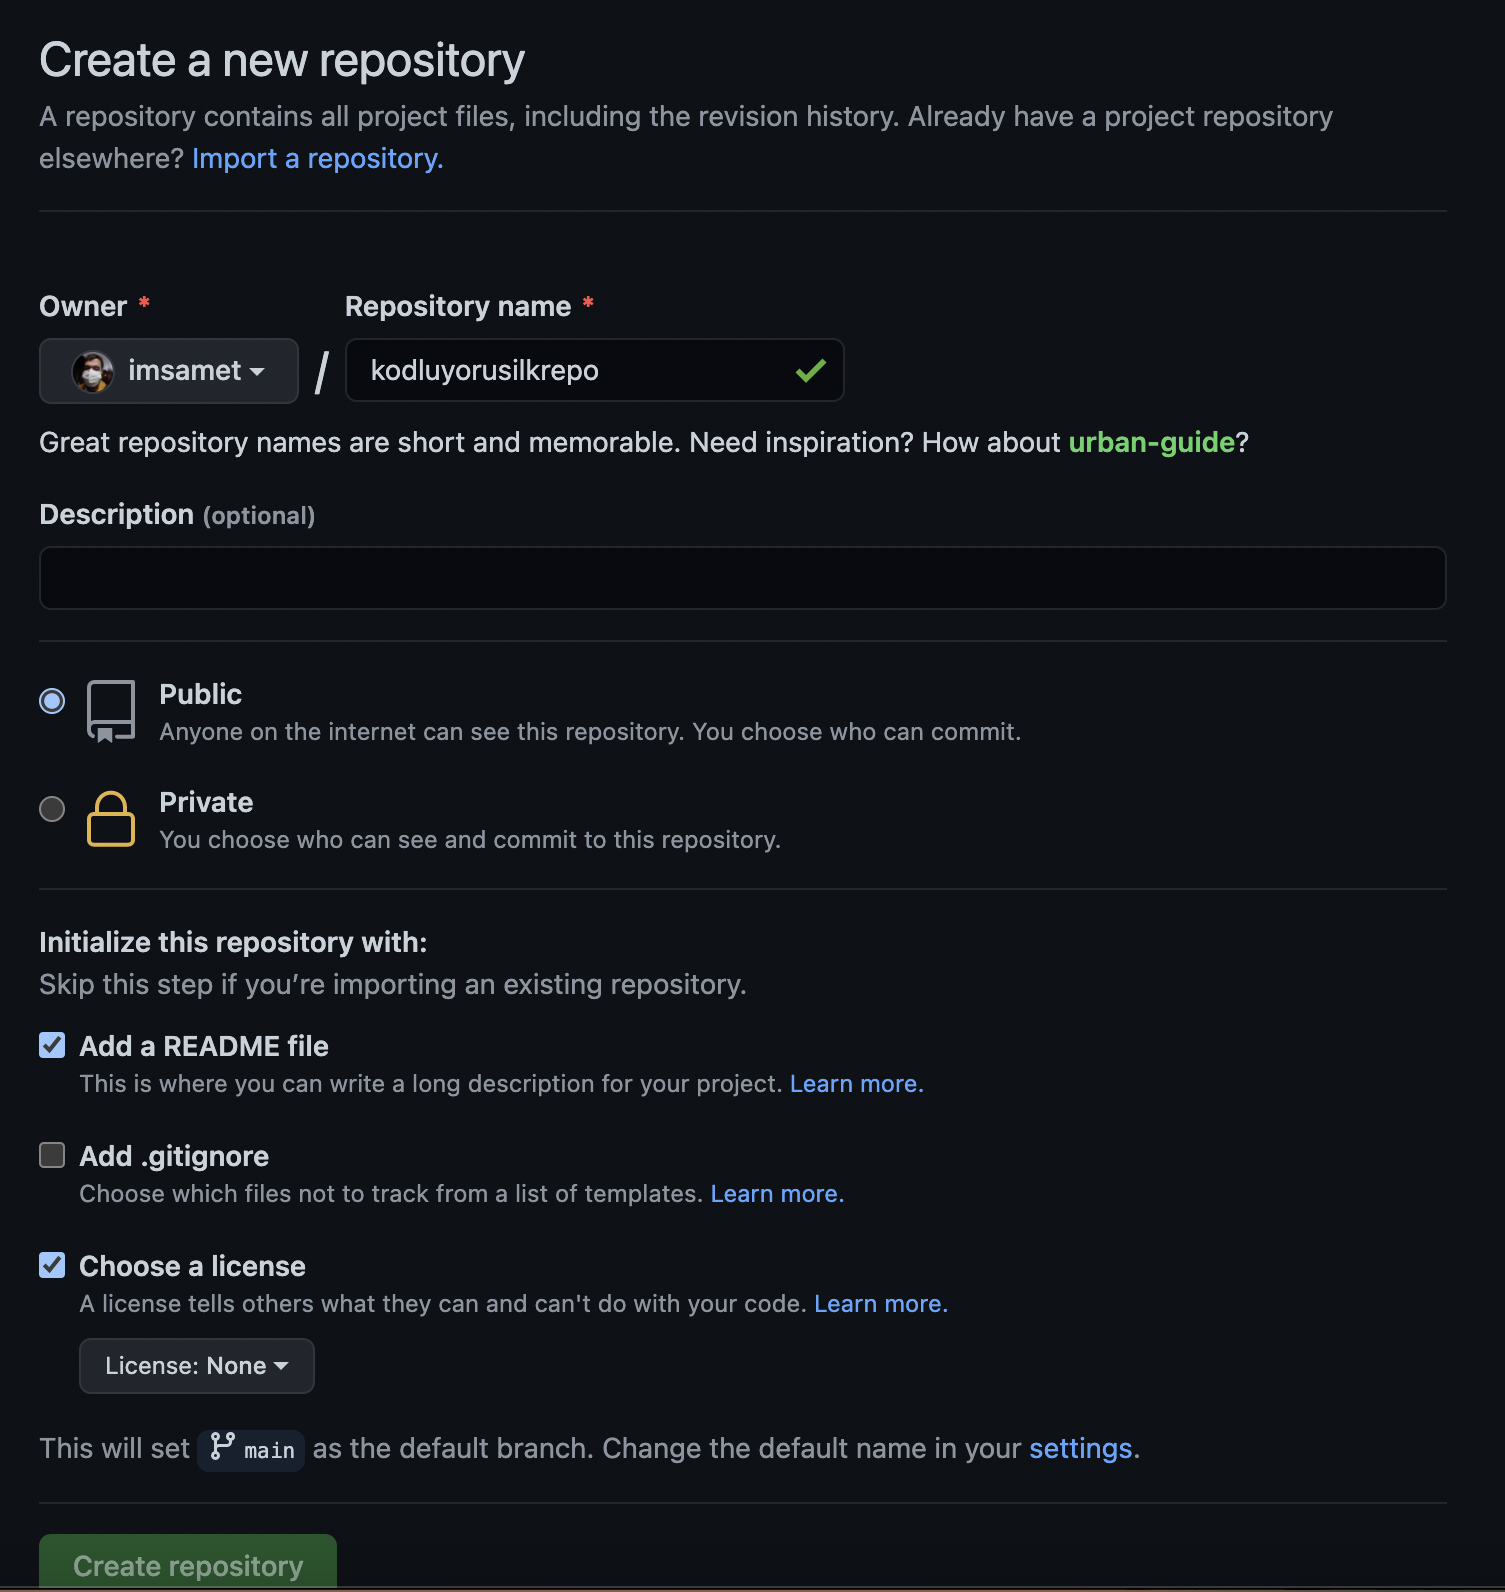 Create a new repository
A repository contains all project files, including the revision history. Already have a project repository
elsewhere? Import a repository.
Owner *
Repository name *
imsamet / kodluyorusilkrepo
Great repository names are short and memorable. Need inspiration? How about urban-guide?
Description (optional)
Public
Anyone on the internet can see this repository. You choose who can commit.
Private
You choose who can see and commit to this repository.
Initialize this repository with:
Skip this step if you’re importing an existing repository.
Add a README file
This is where you can write a long description for your project. Learn more.
Add .gitignore
Choose which files not to track from a list of templates. Learn more.
Choose a license
A license tells others what they can and can't do with your code. Learn more.
License: None
This will set main as the default branch. Change the default name in your settings.
Create repository